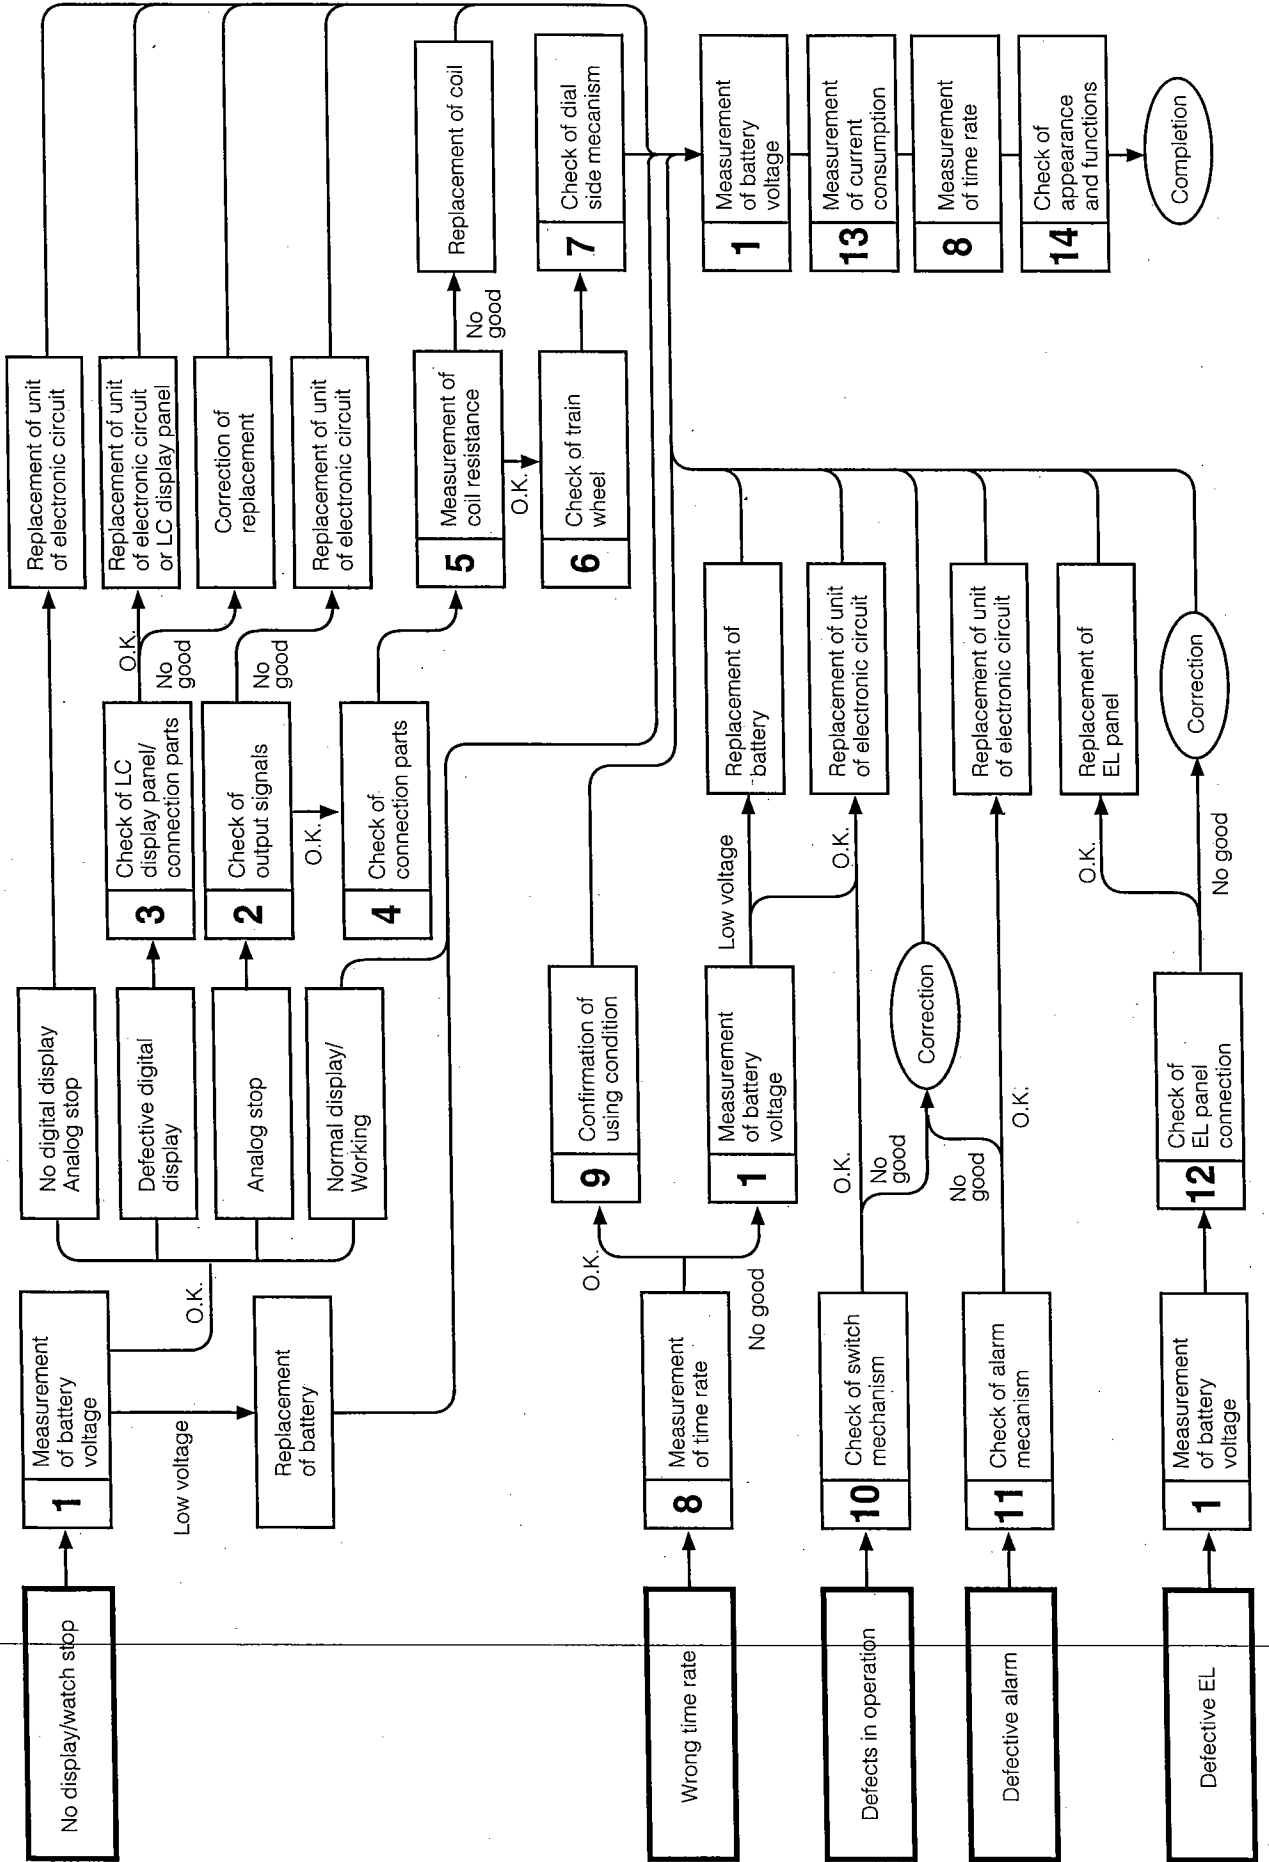 No display/watch stop
1
Measurement
of battery
voltage
Low voltage
Replacement
of battery
O.K.
No digital display
Analog stop
Defective digital
display
Analog stop
Normal display/
Working
3
Check of LC
display panel/
connection parts
O.K.
No
good
2
Check of
output signals
No
good
O.K.
4
Check of
connection parts
Replacement of unit
of electronic circuit
Replacement of unit
of electronic circuit
or LC display panel
Correction of
replacement
Replacement of unit
of electronic circuit
5
Measurement of
coil resistance
No
good
Replacement of coil
O.K.
6
Check of train
wheel
7
Check of dial
side mecanism
Wrong time rate
8
Measurement
of time rate
O.K.
No good
9
Confirmation of
using condition
1
Measurement
of battery
voltage
Low voltage
O.K.
Replacement of
battery
Replacement of unit
of electronic circuit
Defects in operation
10
Check of switch
mechanism
O.K.
No
good
Correction
Defective alarm
11
Check of alarm
mecanism
No
good
O.K.
Replacement of unit
of electronic circuit
Defective EL
1
Measurement
of battery
voltage
12
Check of
EL panel
connection
O.K.
No good
Replacement of
EL panel
Correction
1
Measurement
of battery
voltage
13
Measurement
of current
consumption
8
Measurement
of time rate
14
Check of
appearance
and functions
Completion